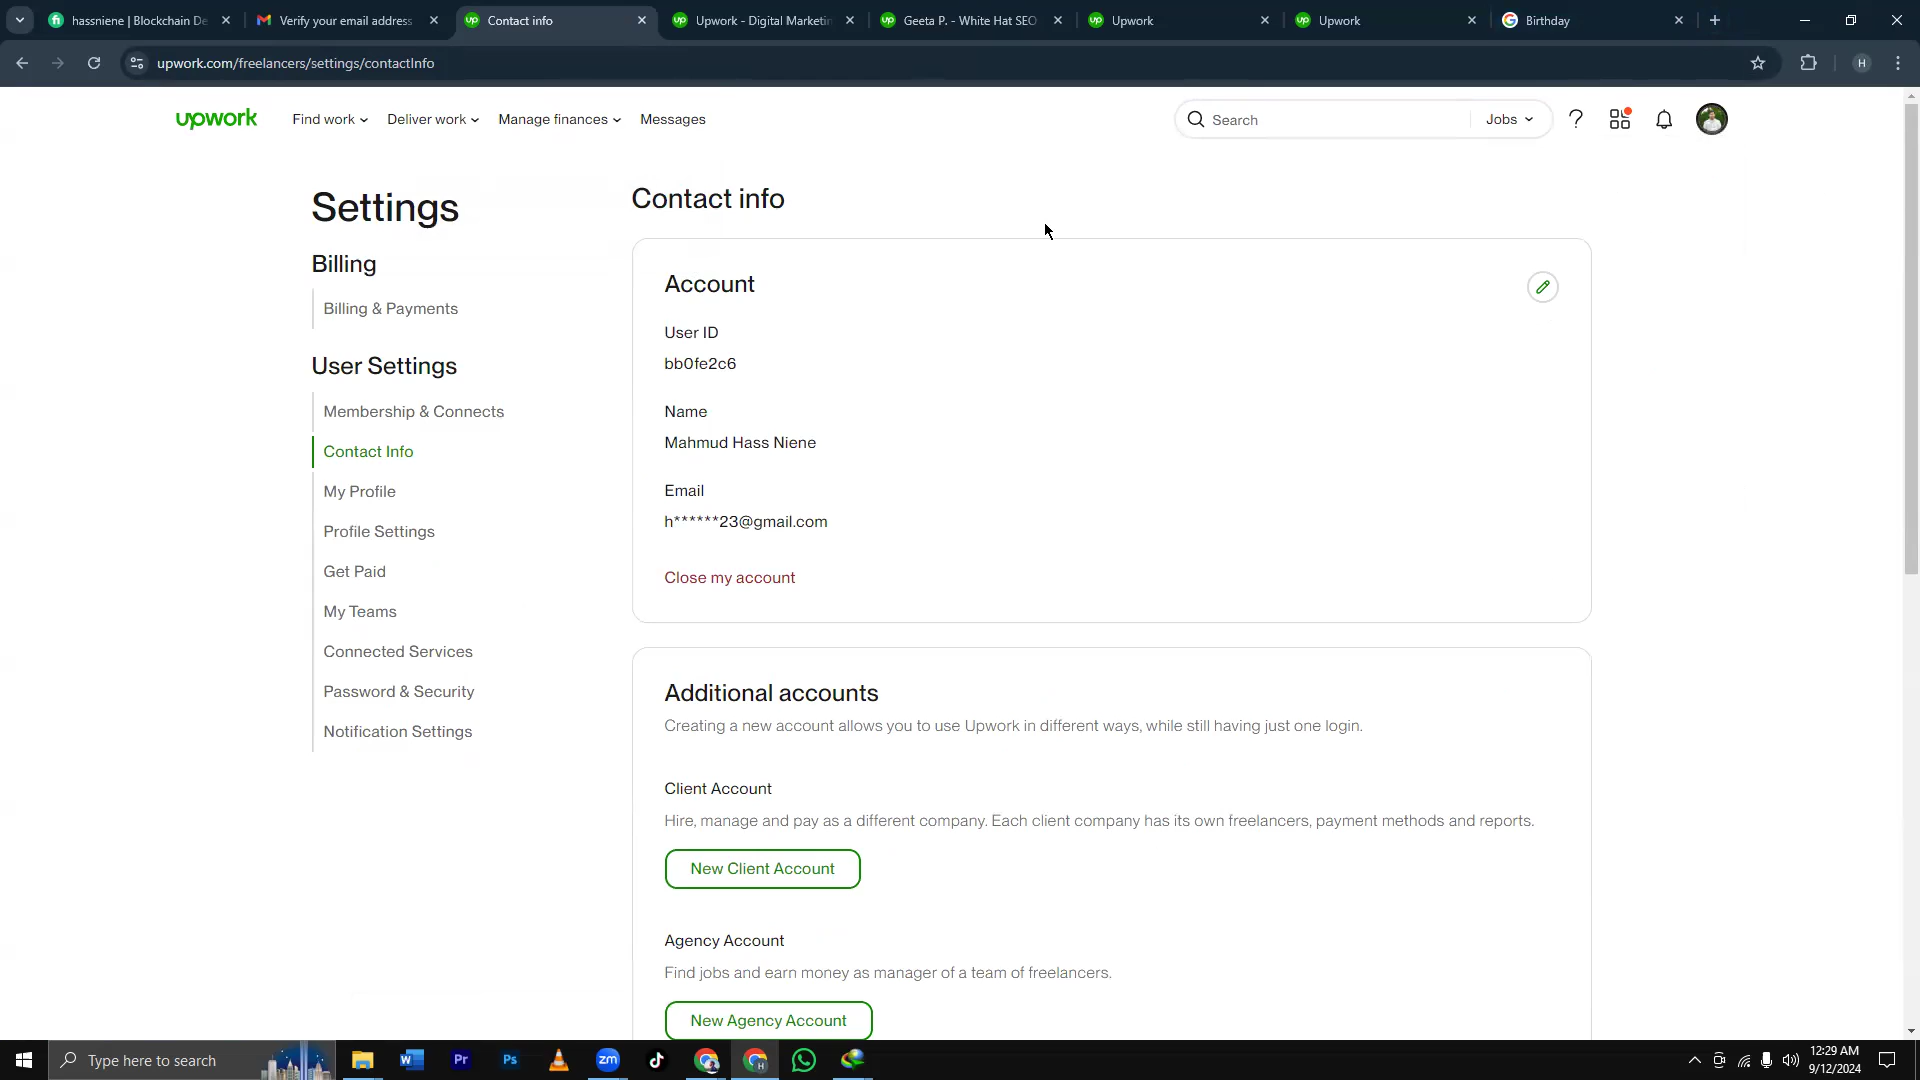 hassniene | Blockchain De
Verify your email address
Contact info
Upwork - Digital Marketin
Geeta P. - White Hat SEO
Upwork
Upwork
Birthday
upwork.com/freelancers/settings/contactInfo
H
upwork
Find work
Deliver work
Manage finances
Messages
Search
Jobs
Settings
Billing
Billing & Payments
User Settings
Membership & Connects
Contact Info
My Profile
Profile Settings
Get Paid
My Teams
Connected Services
Password & Security
Notification Settings
Contact info
Account
User ID
bb0fe2c6
Name
Mahmud Hass Niene
Email
h******23@gmail.com
Close my account
Additional accounts
Creating a new account allows you to use Upwork in different ways, while still having just one login.
Client Account
Hire, manage and pay as a different company. Each client company has its own freelancers, payment methods and reports.
New Client Account
Agency Account
Find jobs and earn money as manager of a team of freelancers.
New Agency Account
Type here to search
Pr
Ps
zm
12:29 AM
9/12/2024